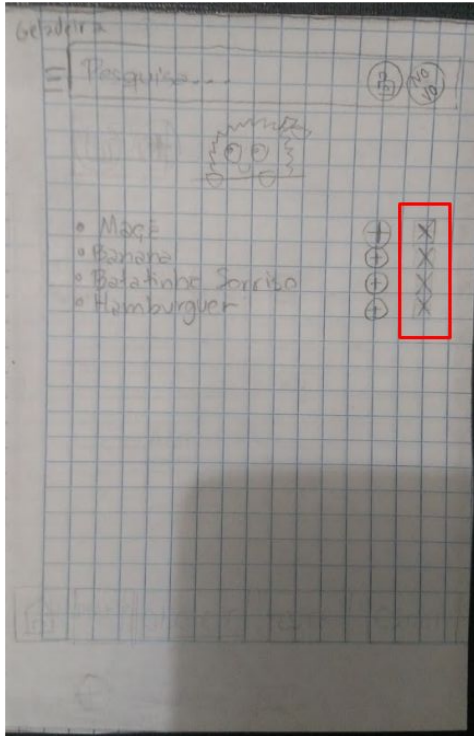 Geladeira
Pesquisa...
• Maçã + X
• Banana + X
• Batatinha Sorriso + X
• Hamburguer + X